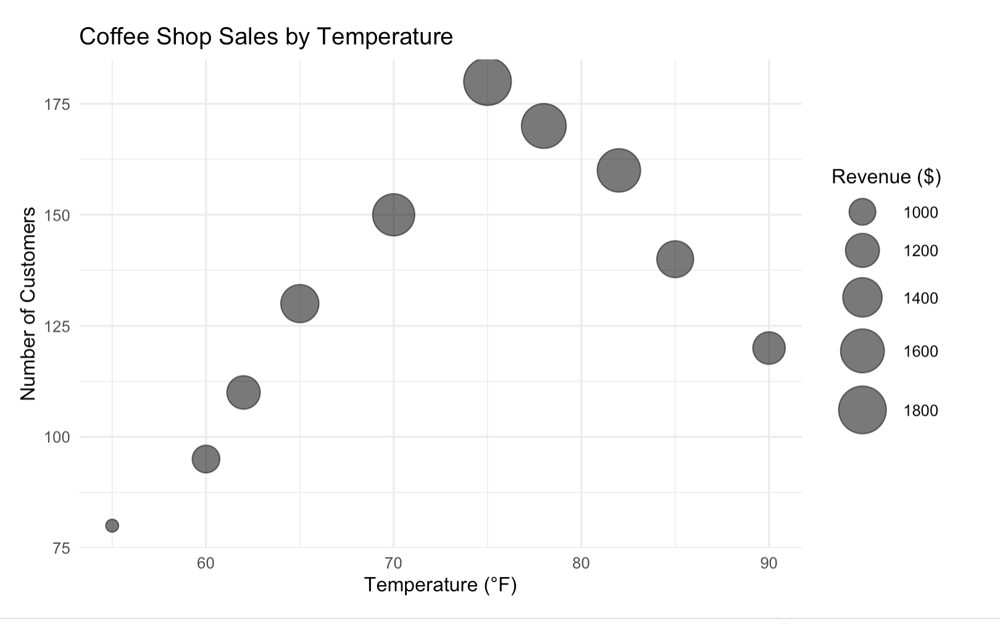 Coffee Shop Sales by Temperature
175
150
125
100
75
Number of Customers
60 70 80 90
Temperature (°F)
Revenue ($)
1000
1200
1400
1600
1800